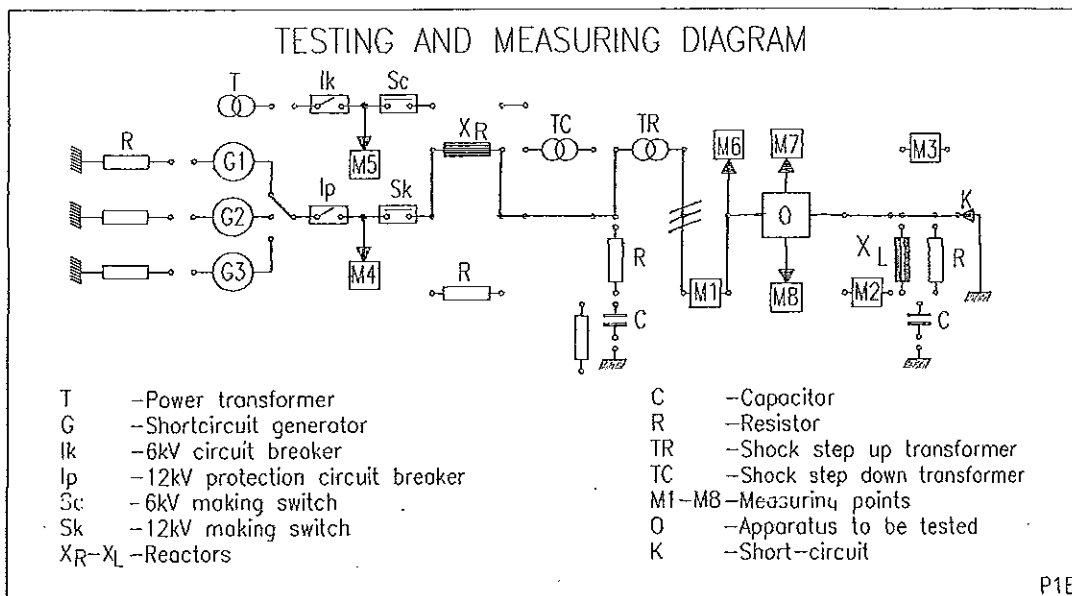 TESTING AND MEASURING DIAGRAM
T Ik Sc
R XR TC TR M6 M7 M3
G1 M5 K
Ip Sk
G2 O
XL R
G3 M4 R R M1 M8 M2
C C
T -Power transformer
G -Shortcircuit generator
Ik -6kV circuit breaker
Ip -12kV protection circuit breaker
Sc -6kV making switch
Sk -12kV making switch
XR-XL -Reactors
C -Capacitor
R -Resistor
TR -Shock step up transformer
TC -Shock step down transformer
M1-M8 -Measuring points
O -Apparatus to be tested
K -Short-circuit
P1E